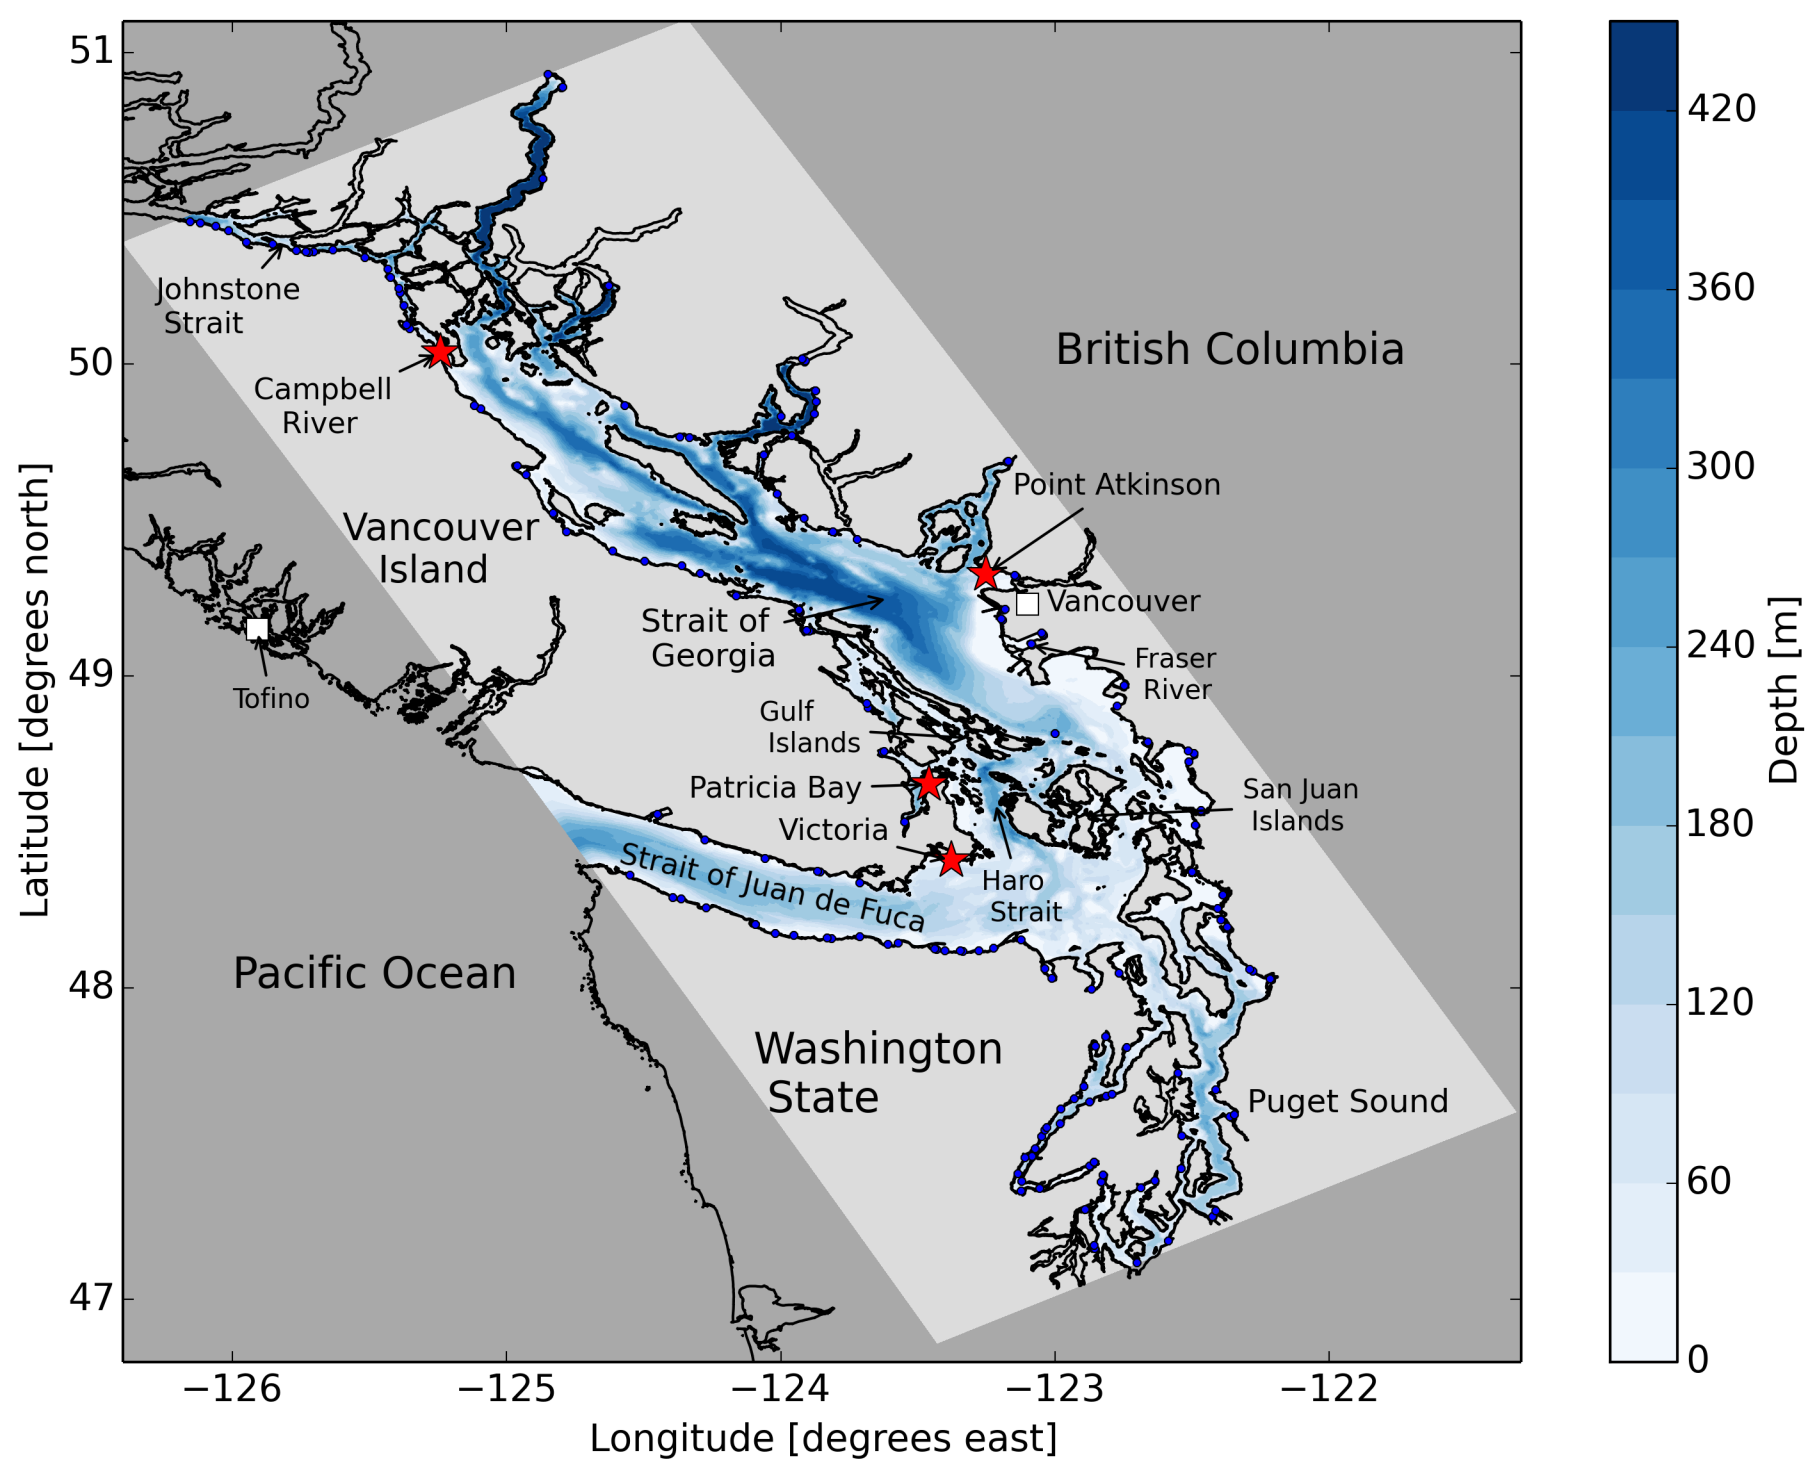 51
50
49
48
47
Latitude [degrees north]
−126
−125
−124
−123
−122
Longitude [degrees east]
Johnstone
Strait
Campbell
River
British Columbia
Point Atkinson
Vancouver
Island
Vancouver
Strait of
Georgia
Fraser
River
Tofino
Gulf
Islands
Patricia Bay
San Juan
Islands
Victoria
Strait of Juan de Fuca
Haro
Strait
Pacific Ocean
Washington
State
Puget Sound
420
360
300
240
180
120
60
0
Depth [m]